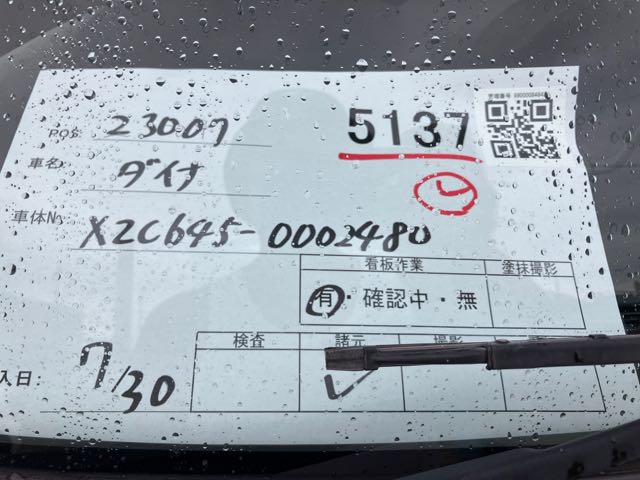 5137
POS 23007
車名 ダイナ
車体N XZC645-0002480
看板作業 塗抹撮影
有・確認中・無
検査 諸元 撮影
入日: 7/30